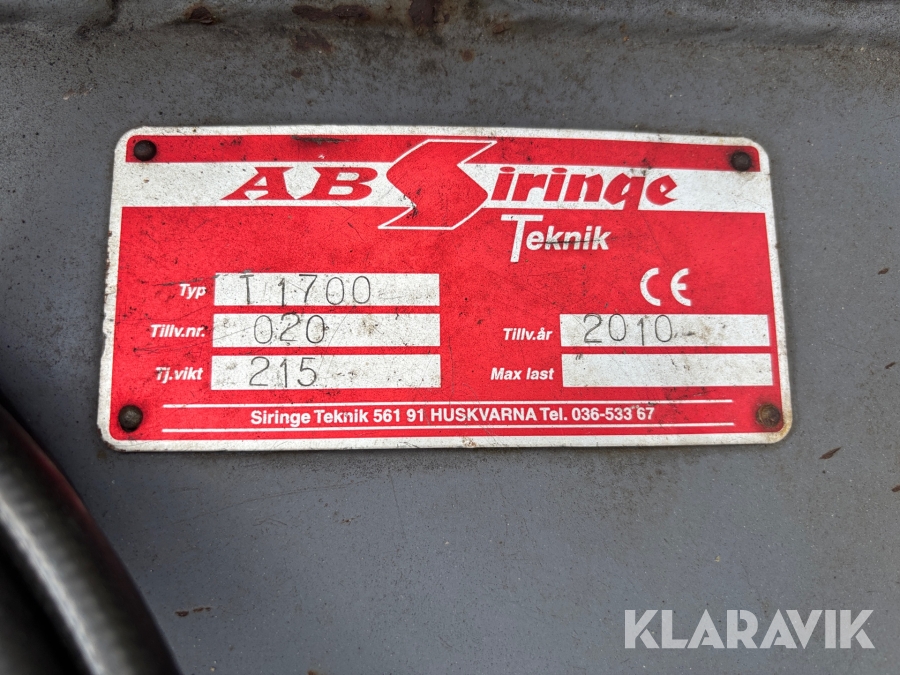 AB Siringe
Teknik
Typ T 1700
CE
Tillv.nr. 020
Tillv.år 2010
Tj.vikt 215
Max last
Siringe Teknik 561 91 HUSKVARNA Tel. 036-533 67
KLARAVIK